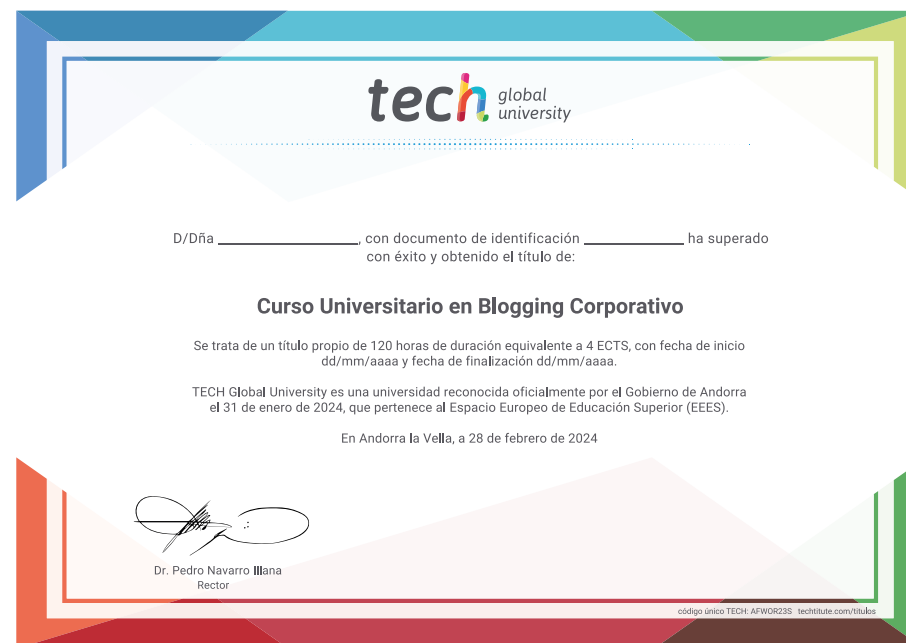 tech global
university
D/Dña ____________________, con documento de identificación ______________ ha superado
con éxito y obtenido el título de:
Curso Universitario en Blogging Corporativo
Se trata de un título propio de 120 horas de duración equivalente a 4 ECTS, con fecha de inicio
dd/mm/aaaa y fecha de finalización dd/mm/aaaa.
TECH Global University es una universidad reconocida oficialmente por el Gobierno de Andorra
el 31 de enero de 2024, que pertenece al Espacio Europeo de Educación Superior (EEES).
En Andorra la Vella, a 28 de febrero de 2024
Dr. Pedro Navarro Illana
Rector
código único TECH: AFWOR23S techtitute.com/titulos